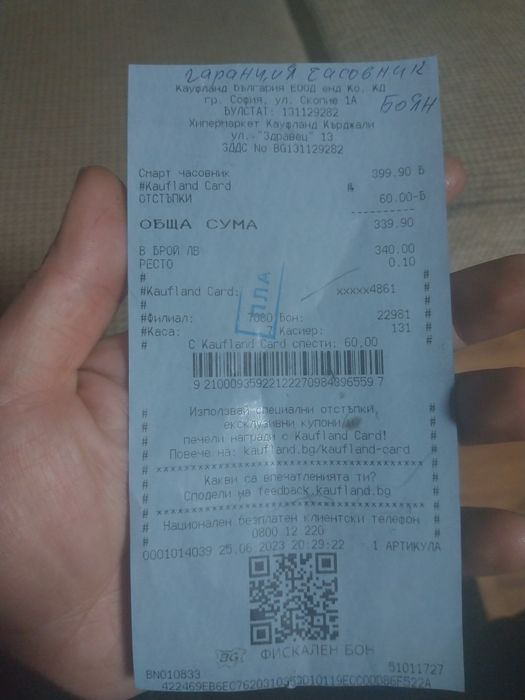 гаранция часовник
Боян
Кауфланд България ЕООД енд Ко. КД
гр. София, ул. Скопие 1А
БУЛСТАТ: 131129282
Хипермаркет Кауфланд Кърджали
ул. "Здравец" 13
ЗДДС No BG131129282
Смарт часовник 399.90 Б
#Kaufland Card #
ОТСТЪПКИ 60.00-Б
------------
ОБЩА СУМА 339.90
В БРОЙ ЛВ 340.00
РЕСТО 0.10
# #
#Kaufland Card: xxxxx4861 #
# #
#Филиал: 7080 Бон: 22981 #
#Каса: 7 Касиер: 131 #
# С Kaufland Card спести: 60,00 #
ПЛА
9 210009359221222709848965597
# Използвай специални отстъпки, #
# ексклузивни купони и #
# печели награди с Kaufland Card! #
# Повече на: kaufland.bg/kaufland-card #
# Какви са впечатленията ти? #
# Сподели на feedback.kaufland.bg #
# Национален безплатен клиентски телефон #
# 0800 12 220 #
0001014039 25.06.2023 20:29:22 1 АРТИКУЛА
BG ФИСКАЛЕН БОН
BN010833 51011727